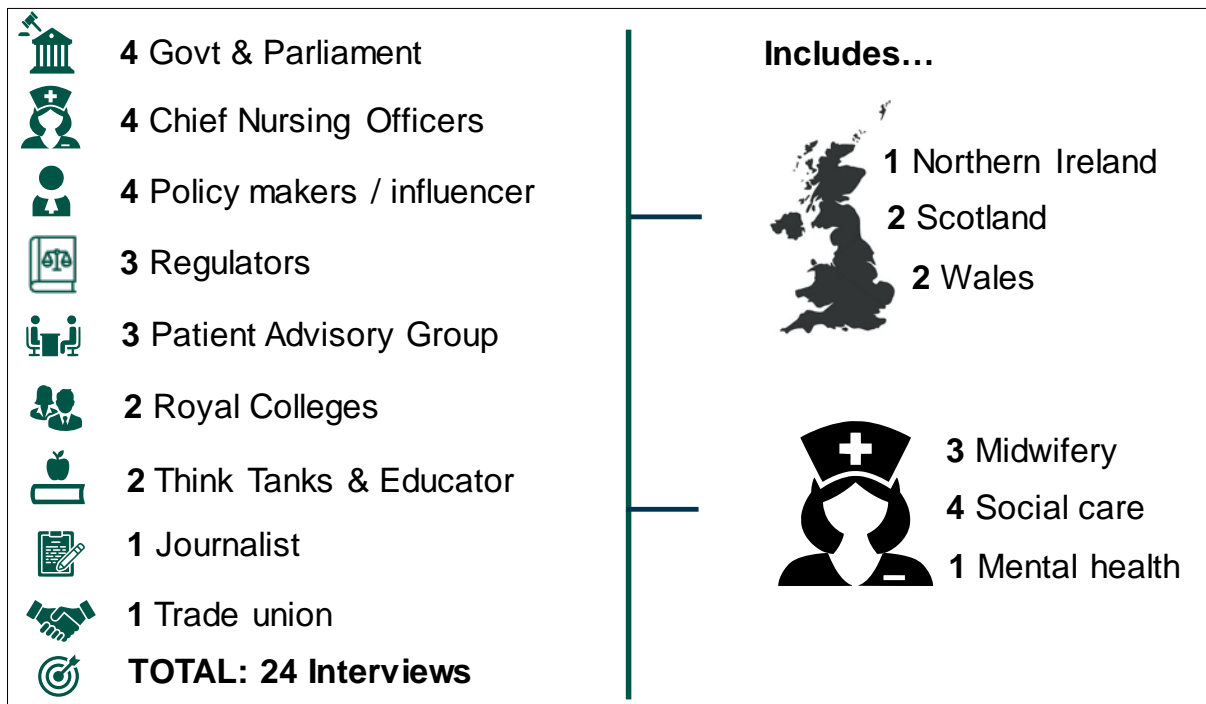 4 Govt & Parliament
4 Chief Nursing Officers
4 Policy makers / influencer
3 Regulators
3 Patient Advisory Group
2 Royal Colleges
2 Think Tanks & Educator
1 Journalist
1 Trade union
TOTAL: 24 Interviews
Includes...
1 Northern Ireland
2 Scotland
2 Wales
3 Midwifery
4 Social care
1 Mental health